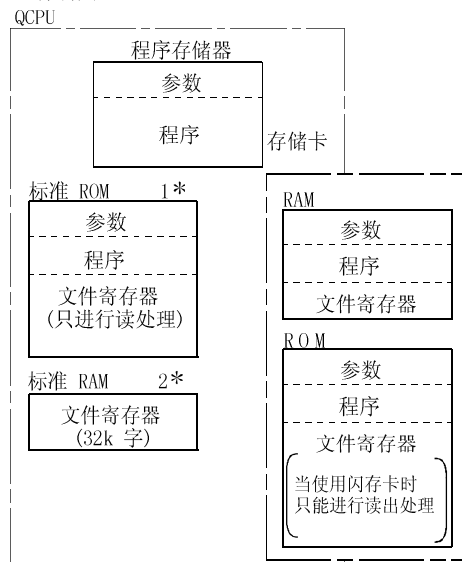 QCPU
程序存储器
参数
程序
存储卡
标准 ROM 1*
参数
程序
文件寄存器
(只进行读处理)
标准 RAM 2*
文件寄存器
(32k 字)
RAM
参数
程序
文件寄存器
ROM
参数
程序
文件寄存器
当使用闪存卡时
只能进行读出处理